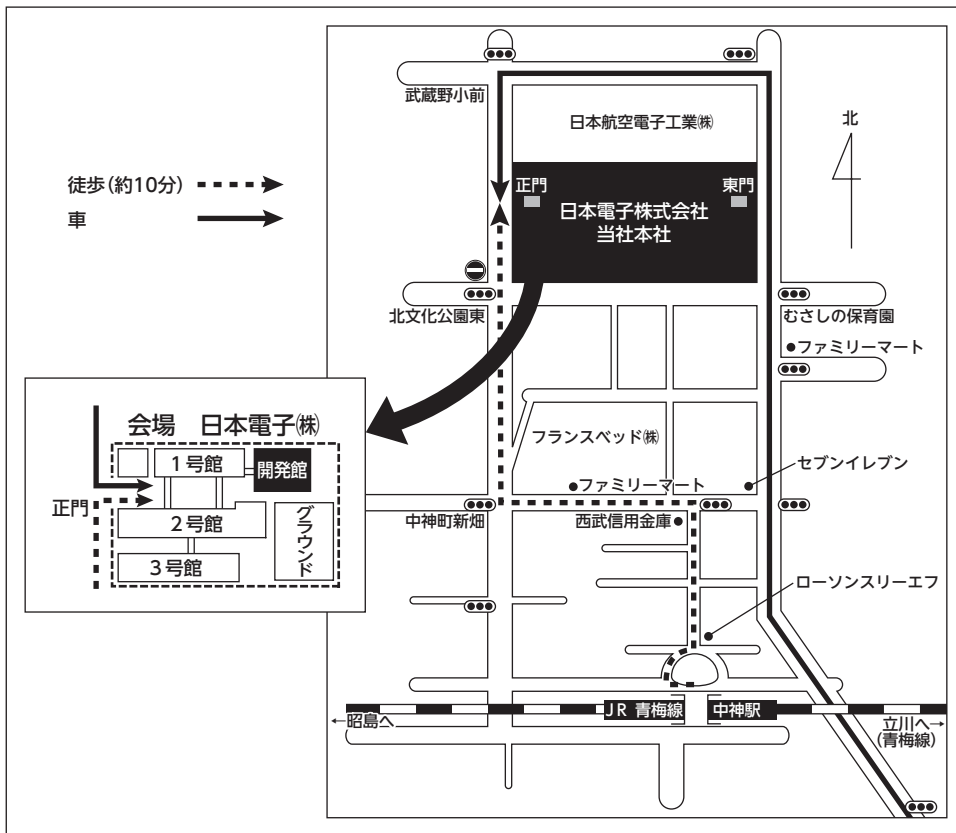 武蔵野小前
日本航空電子工業㈱
北
徒歩（約10分）
車
正門
東門
日本電子株式会社
当社本社
北文化公園東
むさしの保育園
●ファミリーマート
会場 日本電子㈱
1号館
開発館
正門
2号館
グラウンド
3号館
フランスベッド㈱
セブンイレブン
●ファミリーマート
中神町新畑
西武信用金庫●
ローソンスリーエフ
JR 青梅線
中神駅
←昭島へ
立川へ→
(青梅線)